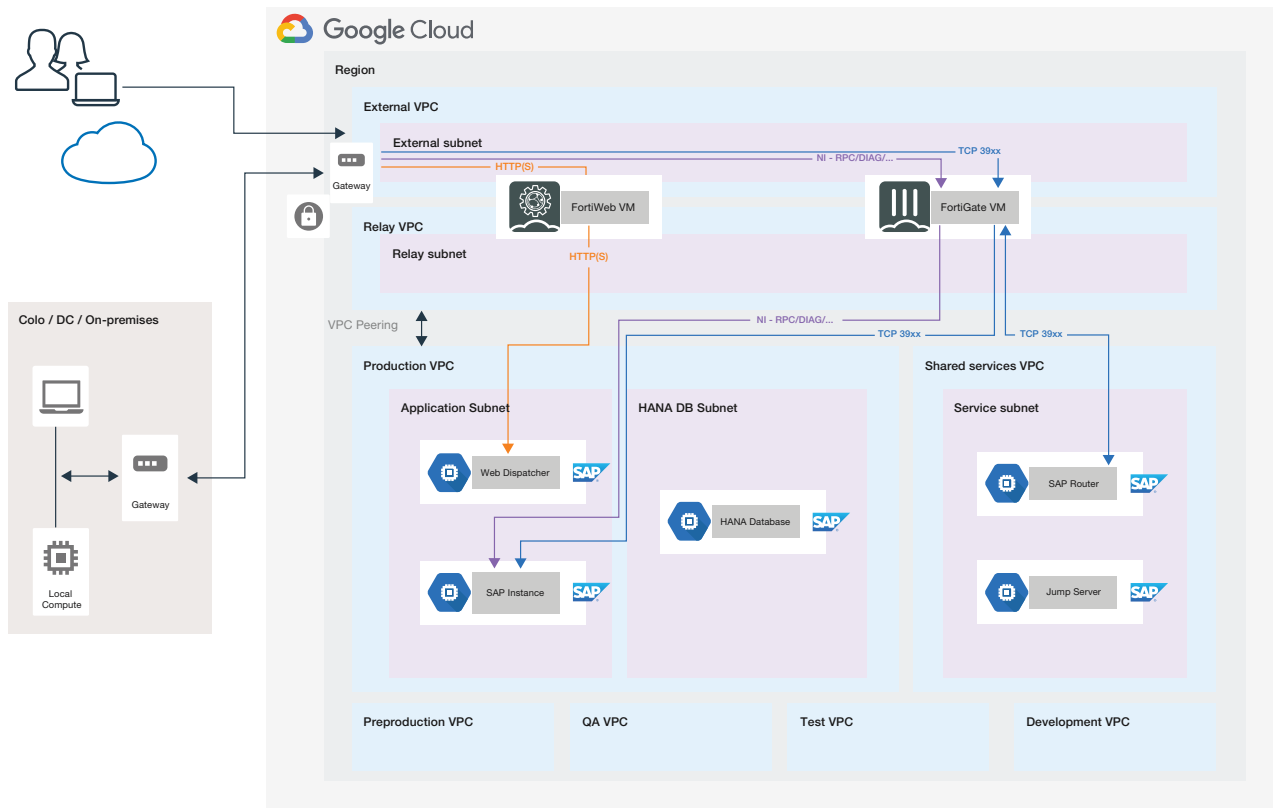 Google Cloud
Region
External VPC
External subnet
TCP 39xx
NI - RPC/DIAG/...
HTTP(S)
Gateway
FortiWeb VM
FortiGate VM
Relay VPC
Relay subnet
HTTP(S)
Colo / DC / On-premises
VPC Peering
NI - RPC/DIAG/...
TCP 39xx
TCP 39xx
Production VPC
Shared services VPC
Application Subnet
HANA DB Subnet
Service subnet
Web Dispatcher
SAP
SAP Router
SAP
Gateway
HANA Database
SAP
SAP Instance
SAP
Jump Server
SAP
Local
Compute
Preproduction VPC
QA VPC
Test VPC
Development VPC